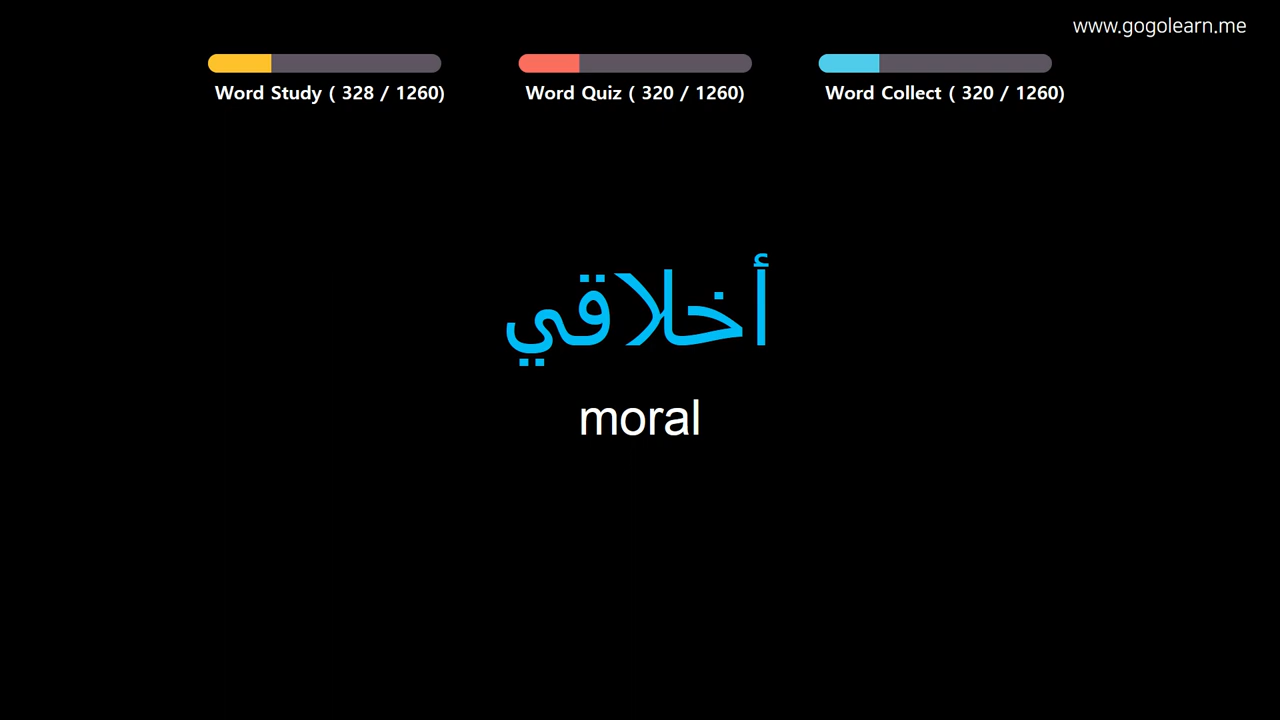 www.gogolearn.me
Word Study ( 328 / 1260)
Word Quiz ( 320 / 1260)
Word Collect ( 320 / 1260)
أخلاقي
moral